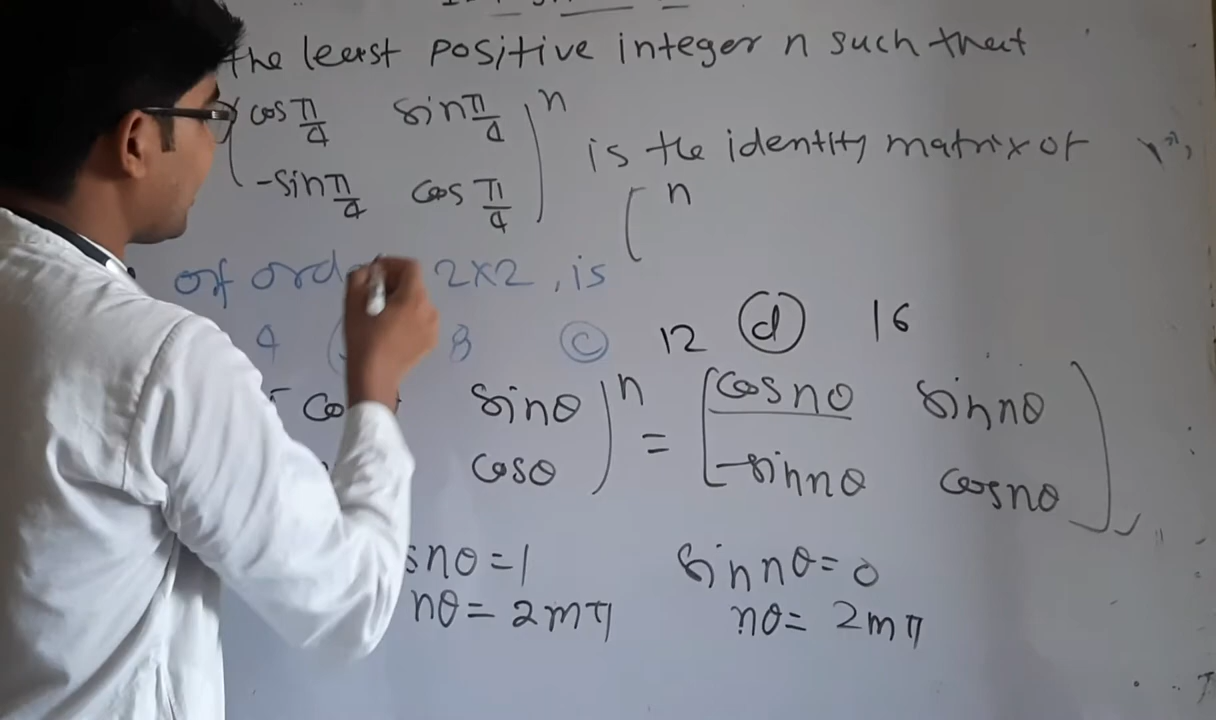 the least positive integer n such that
cos π/4 sin π/4 n
-sin π/4 cos π/4 is the identity matrix of
n
of 2×2, is
4 8 ⓒ 12 ⓓ 16
sinθ n = [cos nθ sin nθ
cosθ -sin nθ cos nθ]
nθ = 1 sin nθ = 0
nθ = 2mπ nθ = 2mπ